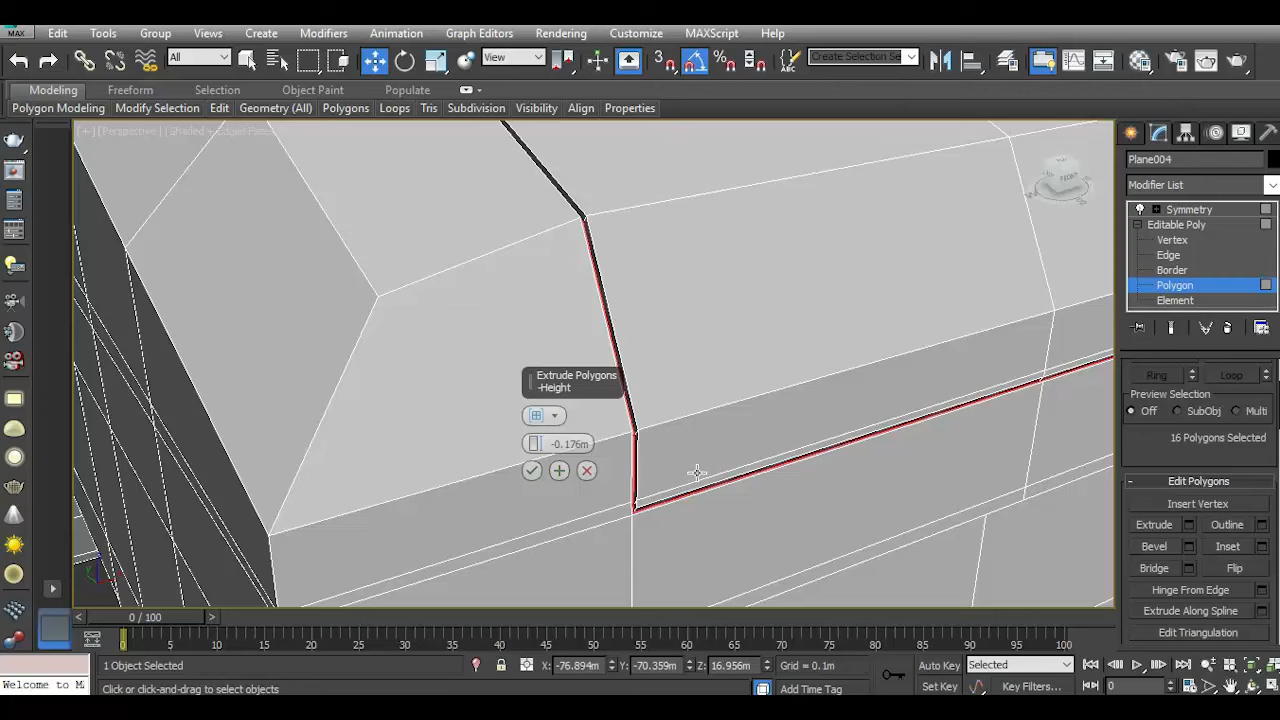 MAX Edit Tools Group Views Create Modifiers Animation Graph Editors Rendering Customize MAXScript Help
All View 3 Create Selection Se
ABC
Modeling Freeform Selection Object Paint Populate
Polygon Modeling Modify Selection Edit Geometry (All) Polygons Loops Tris Subdivision Visibility Align Properties
[+] [Perspective] [Shaded + Edged Faces]
FRONT
Plane004
Modifier List
Symmetry
Editable Poly
Vertex
Edge
Border
Polygon
Element
Ring Loop
Preview Selection
Off SubObj Multi
16 Polygons Selected
- Edit Polygons
Insert Vertex
Extrude Outline
Bevel Inset
Bridge Flip
Hinge From Edge
Extrude Along Spline
Edit Triangulation
Extrude Polygons
-Height
-0.176m
y
< 0 / 100 >
0 5 10 15 20 25 30 35 40 45 50 55 60 65 70 75 80 85 90 95 100
1 Object Selected X: -76.894m Y: -70.359m Z: 16.956m Grid = 0.1m Auto Key Selected
Welcome to M Click or click-and-drag to select objects Add Time Tag Set Key Key Filters... 0